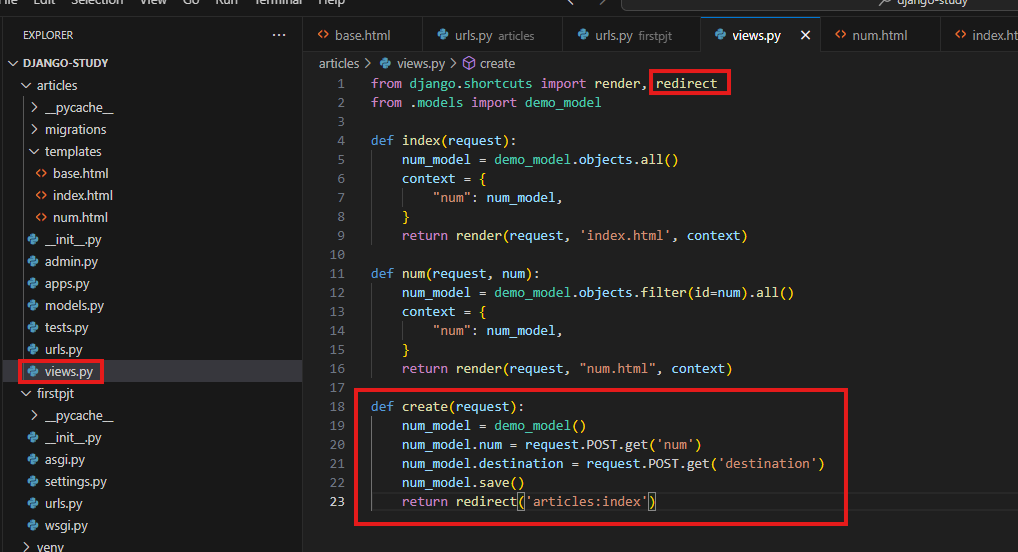 File Edit Selection View Go Run Terminal Help
django-study
EXPLORER
···
DJANGO-STUDY
articles
__pycache__
migrations
templates
base.html
index.html
num.html
__init__.py
admin.py
apps.py
models.py
tests.py
urls.py
views.py
firstpjt
__pycache__
__init__.py
asgi.py
settings.py
urls.py
wsgi.py
venv
base.html
urls.py articles
urls.py firstpjt
views.py
num.html
index.ht
articles > views.py > create
1 from django.shortcuts import render, redirect
2 from .models import demo_model
3
4 def index(request):
5     num_model = demo_model.objects.all()
6     context = {
7         "num": num_model,
8     }
9     return render(request, 'index.html', context)
10
11 def num(request, num):
12     num_model = demo_model.objects.filter(id=num).all()
13     context = {
14         "num": num_model,
15     }
16     return render(request, "num.html", context)
17
18 def create(request):
19     num_model = demo_model()
20     num_model.num = request.POST.get('num')
21     num_model.destination = request.POST.get('destination')
22     num_model.save()
23     return redirect('articles:index')